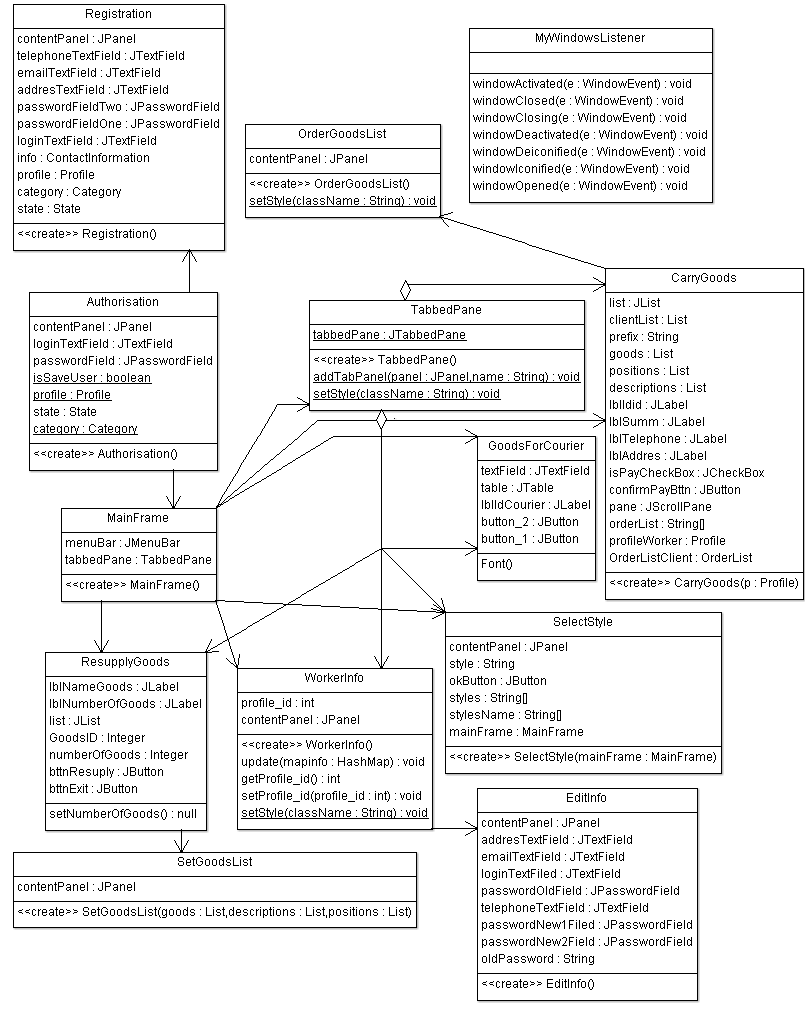 Registration
contentPanel : JPanel
telephoneTextField : JTextField
emailTextField : JTextField
addresTextField : JTextField
passwordFieldTwo : JPasswordField
passwordFieldOne : JPasswordField
loginTextField : JTextField
info : ContactInformation
profile : Profile
category : Category
state : State
<<create>> Registration()
MyWindowsListener
windowActivated(e : WindowEvent) : void
windowClosed(e : WindowEvent) : void
windowClosing(e : WindowEvent) : void
windowDeactivated(e : WindowEvent) : void
windowDeiconified(e : WindowEvent) : void
windowIconified(e : WindowEvent) : void
windowOpened(e : WindowEvent) : void
OrderGoodsList
contentPanel : JPanel
<<create>> OrderGoodsList()
setStyle(className : String) : void
Authorisation
contentPanel : JPanel
loginTextField : JTextField
passwordField : JPasswordField
isSaveUser : boolean
profile : Profile
state : State
category : Category
<<create>> Authorisation()
TabbedPane
tabbedPane : JTabbedPane
<<create>> TabbedPane()
addTabPanel(panel : JPanel,name : String) : void
setStyle(className : String) : void
CarryGoods
list : JList
clientList : List
prefix : String
goods : List
positions : List
descriptions : List
lblIdid : JLabel
lblSumm : JLabel
lblTelephone : JLabel
lblAddres : JLabel
isPayCheckBox : JCheckBox
confirmPayBttn : JButton
pane : JScrollPane
orderList : String[]
profileWorker : Profile
OrderListClient : OrderList
<<create>> CarryGoods(p : Profile)
GoodsForCourier
textField : JTextField
table : JTable
lblIdCourier : JLabel
button_2 : JButton
button_1 : JButton
Font()
MainFrame
menuBar : JMenuBar
tabbedPane : TabbedPane
<<create>> MainFrame()
SelectStyle
contentPanel : JPanel
style : String
okButton : JButton
styles : String[]
stylesName : String[]
mainFrame : MainFrame
<<create>> SelectStyle(mainFrame : MainFrame)
ResupplyGoods
lblNameGoods : JLabel
lblNumberOfGoods : JLabel
list : JList
GoodsID : Integer
numberOfGoods : Integer
bttnResuply : JButton
bttnExit : JButton
setNumberOfGoods() : null
WorkerInfo
profile_id : int
contentPanel : JPanel
<<create>> WorkerInfo()
update(mapinfo : HashMap) : void
getProfile_id() : int
setProfile_id(profile_id : int) : void
setStyle(className : String) : void
EditInfo
contentPanel : JPanel
addresTextField : JTextField
emailTextField : JTextField
loginTextFiled : JTextField
passwordOldField : JPasswordField
telephoneTextField : JTextField
passwordNew1Filed : JPasswordField
passwordNew2Field : JPasswordField
oldPassword : String
<<create>> EditInfo()
SetGoodsList
contentPanel : JPanel
<<create>> SetGoodsList(goods : List,descriptions : List,positions : List)